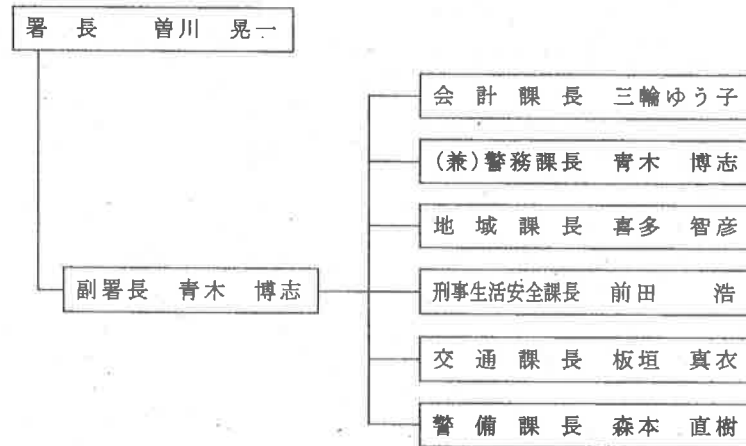 署長 曽川 晃一
会計課長 三輪ゆう子
(兼)警務課長 青木 博志
地域課長 喜多 智彦
副署長 青木 博志
刑事生活安全課長 前田 浩
交通課長 板垣 真衣
警備課長 森本 直樹